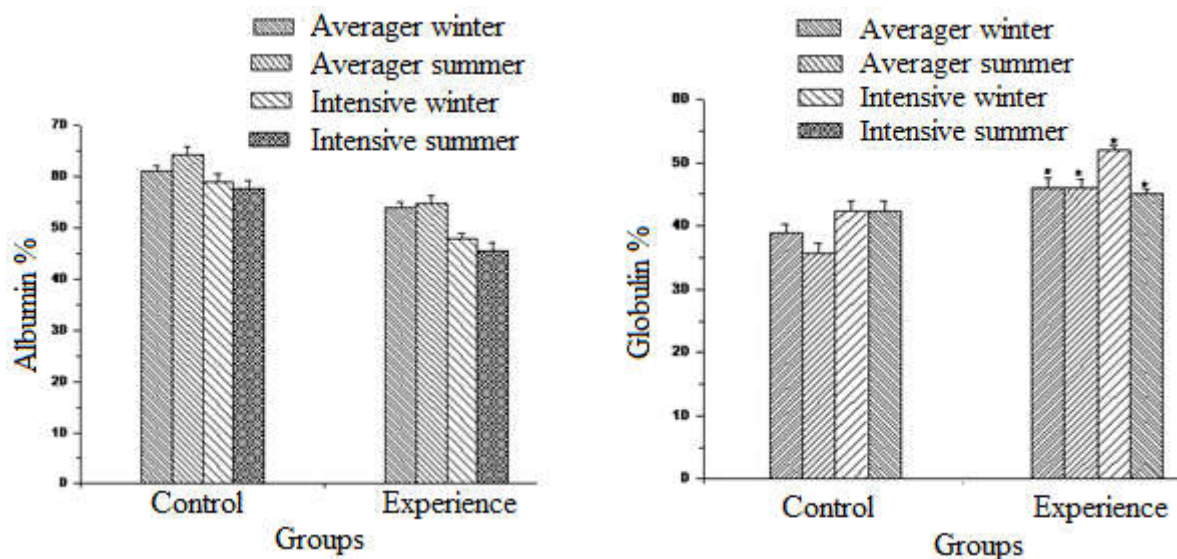 Averager winter
Averager summer
Intensive winter
Intensive summer
70
60
50
40
30
20
10
0
Albumin %
Control Experience
Groups
Averager winter
Averager summer
Intensive winter
Intensive summer
60
50
40
30
20
10
0
Globulin %
* * * *
Control Experience
Groups